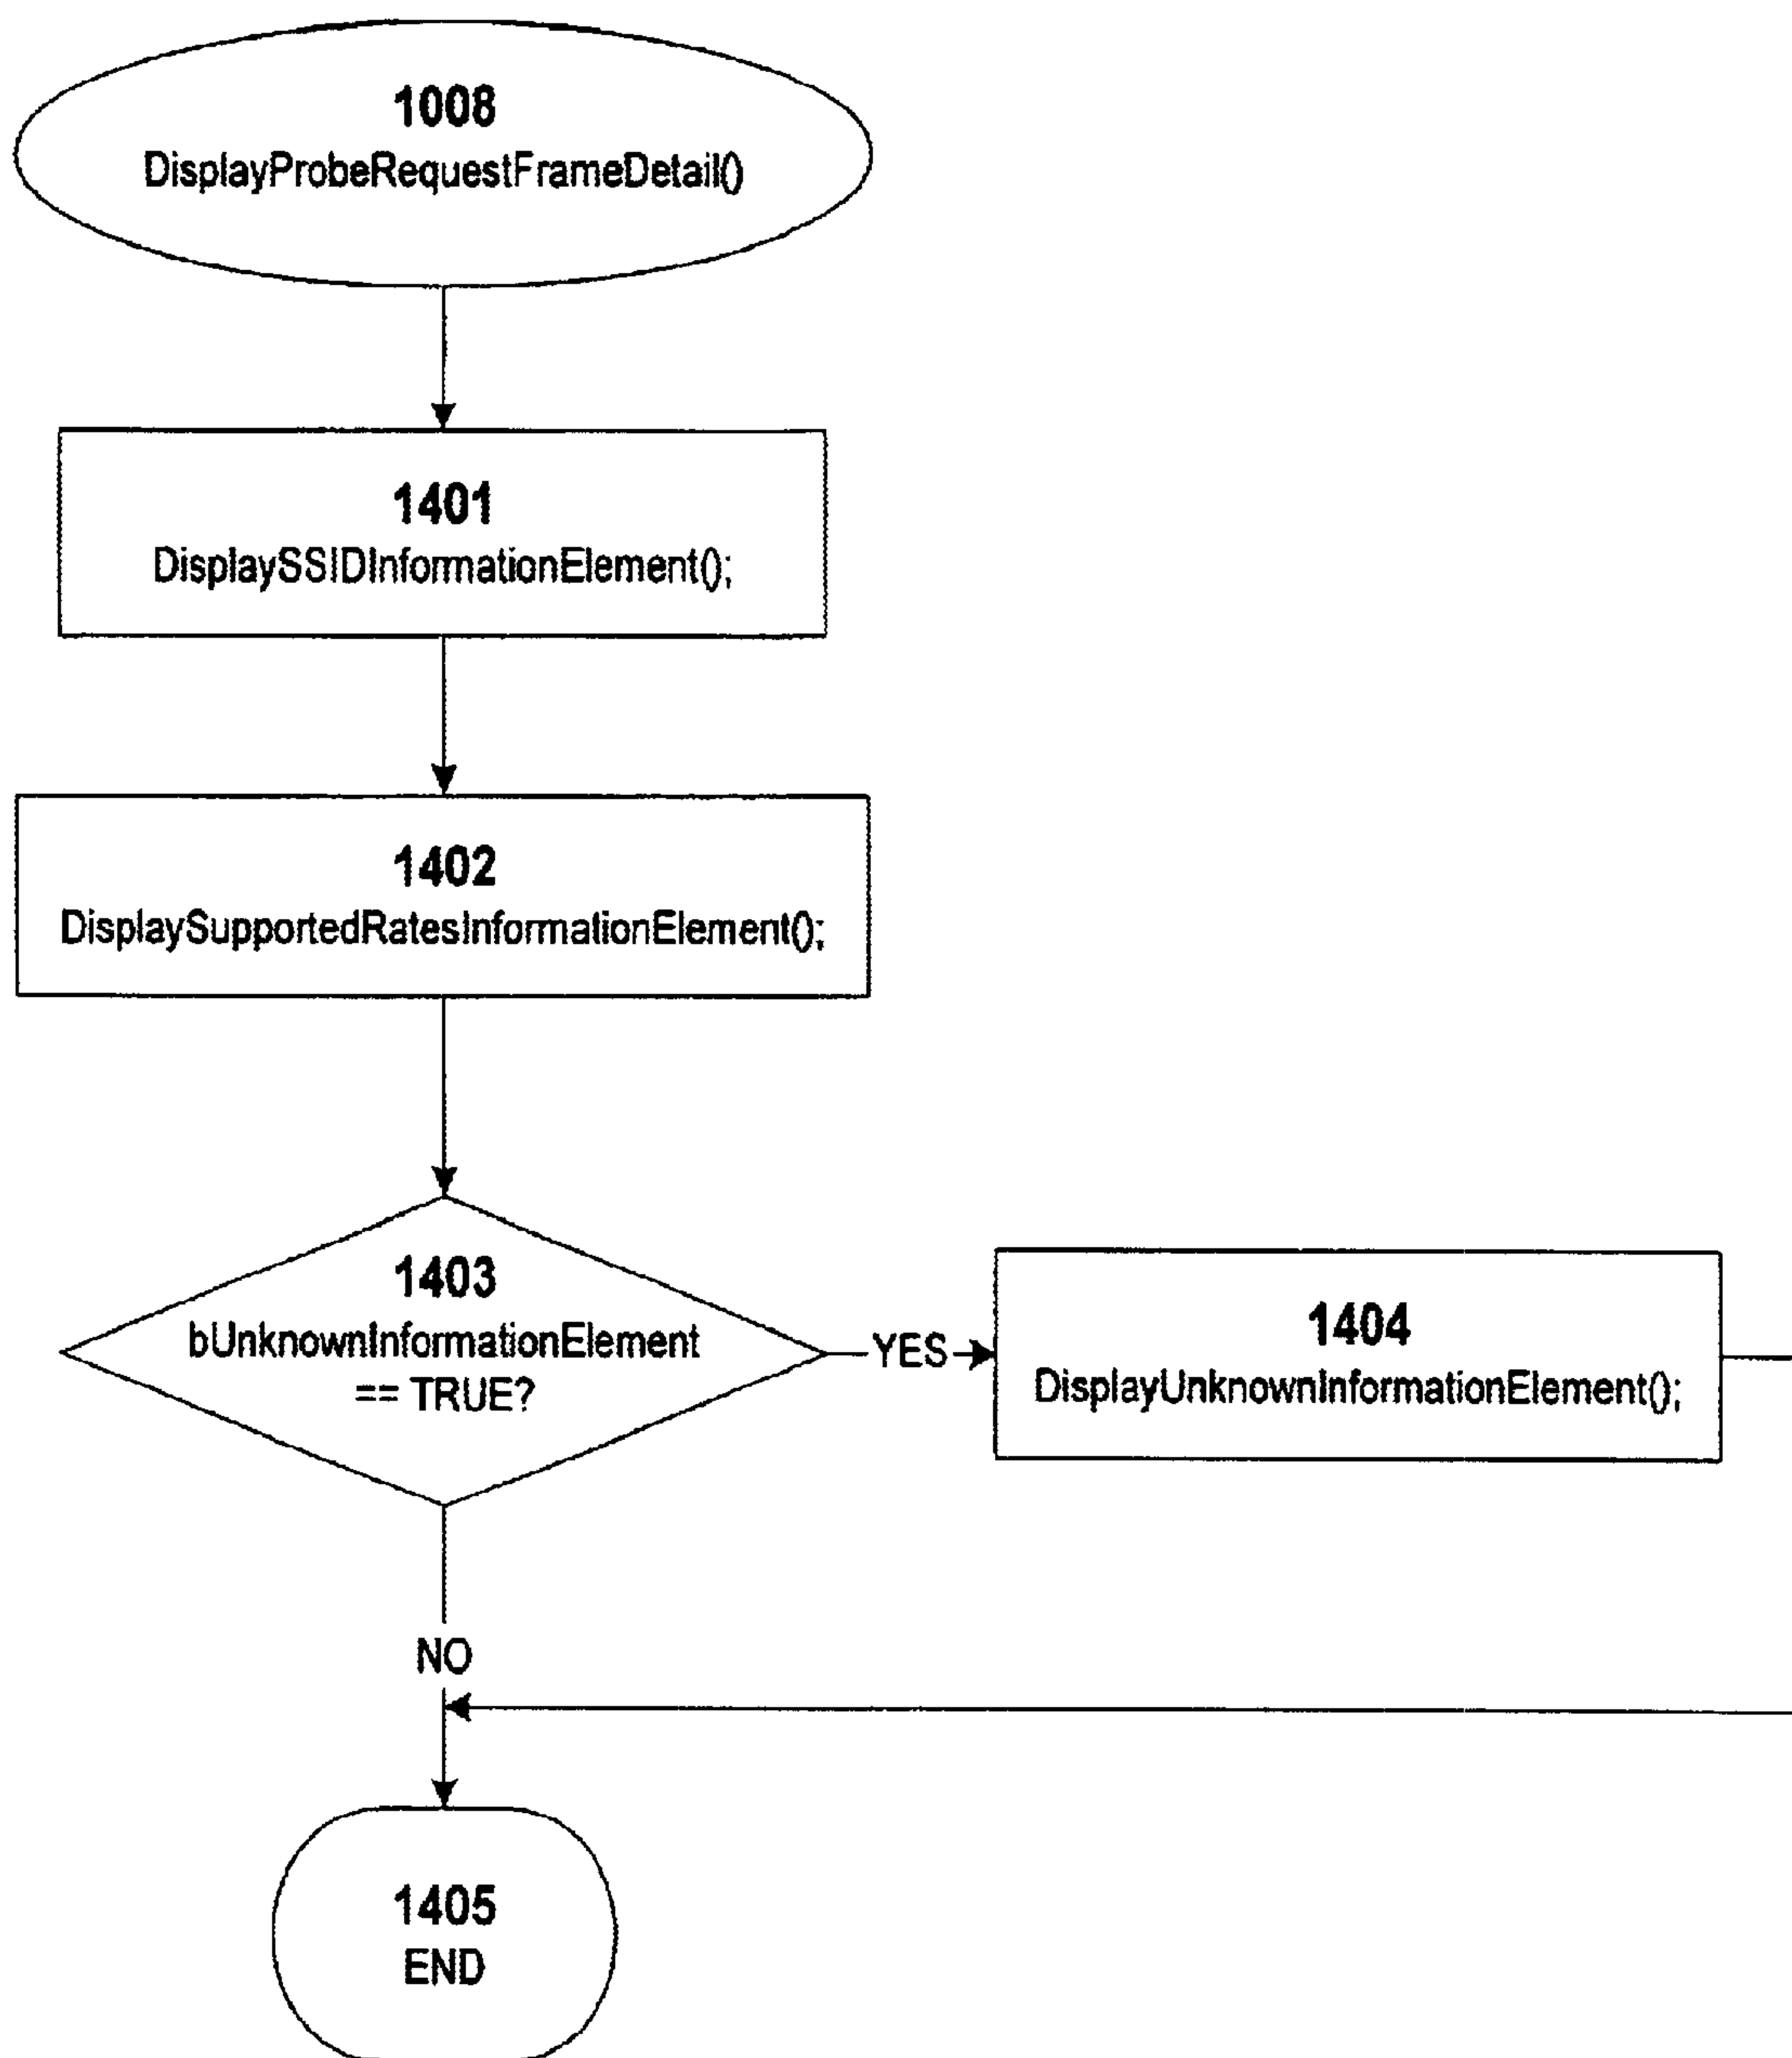 1008
DisplayProbeRequestFrameDetail()
1401
DisplaySSIDInformationElement();
1402
DisplaySupportedRatesInformationElement();
1403
bUnknownInformationElement
== TRUE?
YES
1404
DisplayUnknownInformationElement();
NO
1405
END